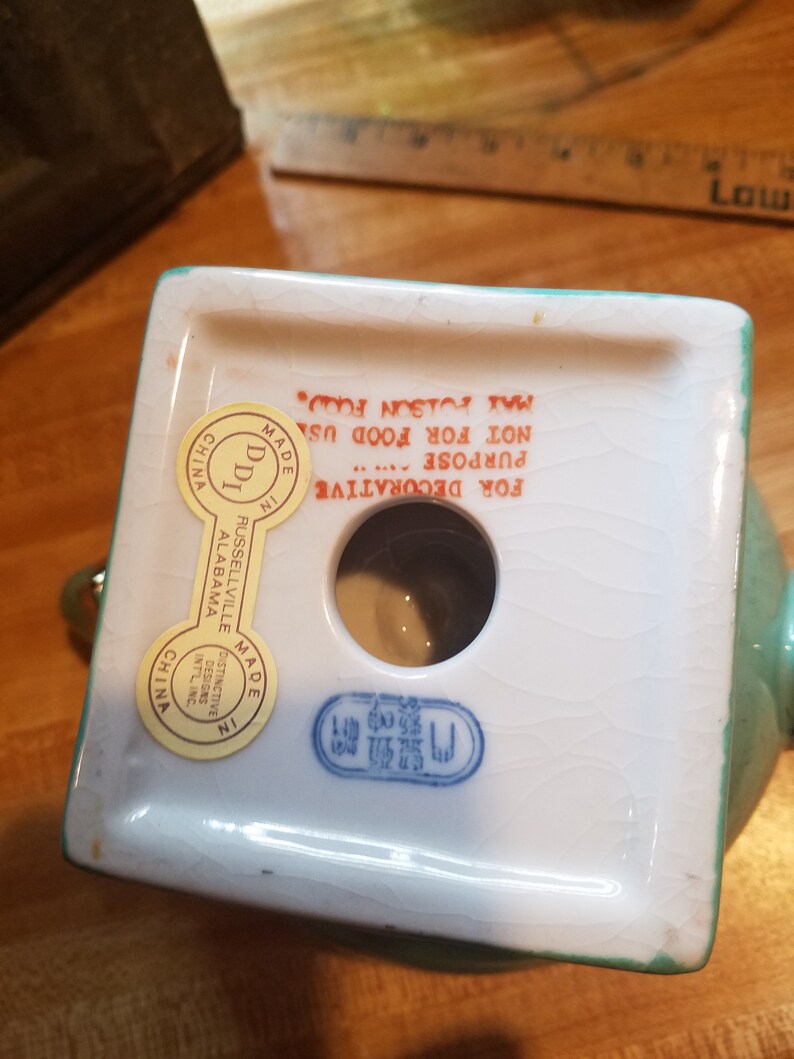 FOR DECORATIVE
PURPOSE
NOT FOR FOOD USE
MAY POISON FOOD.
MADE IN
CHINA
DDI
RUSSELLVILLE
ALABAMA
MADE IN
CHINA
DISTINCTIVE
DESIGNS
INT'L, INC.
Low